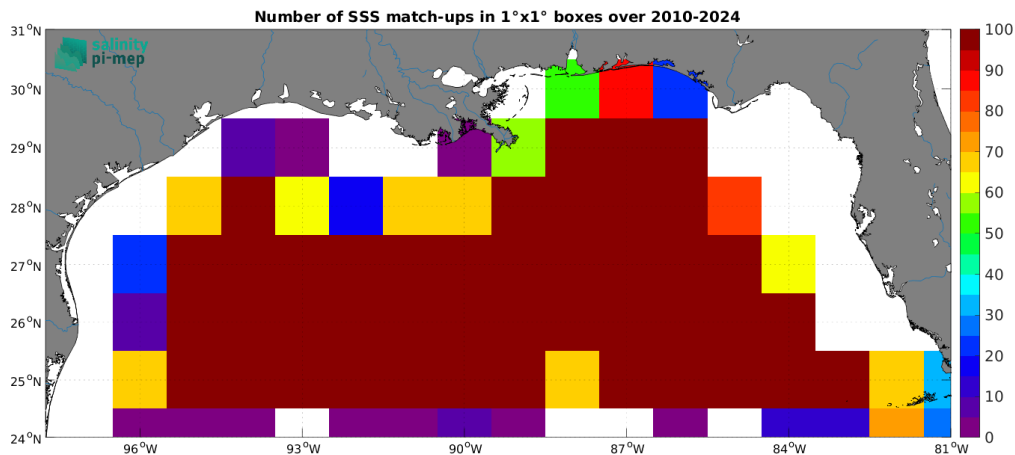 Number of SSS match-ups in 1°x1° boxes over 2010-2024
salinity
pi-mep
31°N
30°N
29°N
28°N
27°N
26°N
25°N
24°N
96°W
93°W
90°W
87°W
84°W
81°W
100
90
80
70
60
50
40
30
20
10
0